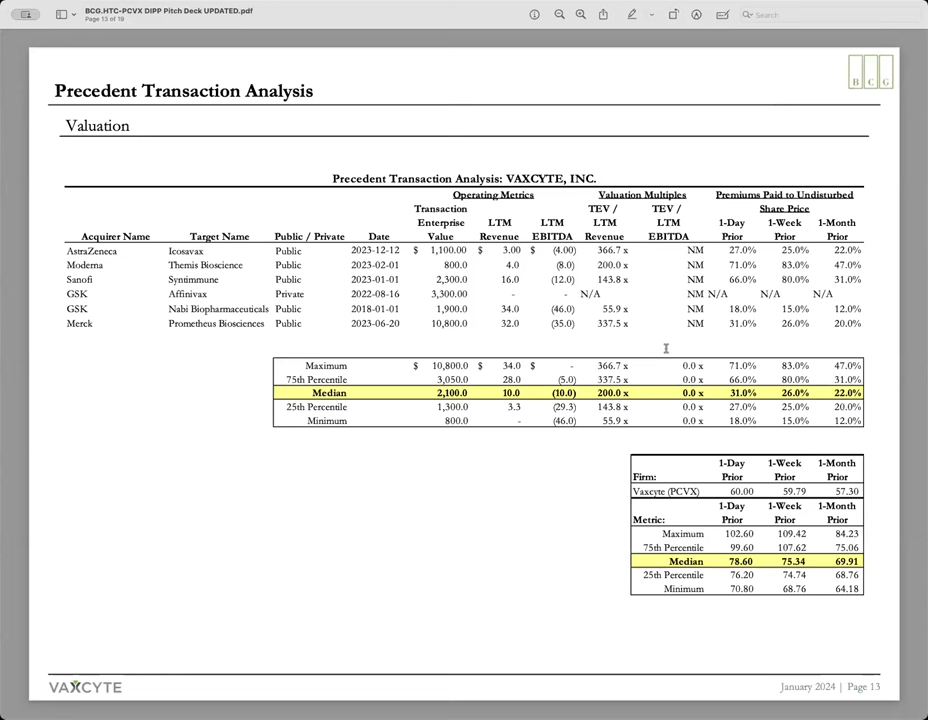 BCG.HTC-PCVX DIPP Pitch Deck UPDATED.pdf
Page 13 of 19
Search
B C G
Precedent Transaction Analysis
Valuation
Precedent Transaction Analysis: VAXCYTE, INC.
Operating Metrics Valuation Multiples Premiums Paid to Undisturbed
Transaction TEV / TEV / Share Price
Enterprise LTM LTM LTM LTM 1-Day 1-Week 1-Month
Acquirer Name Target Name Public / Private Date Value Revenue EBITDA Revenue EBITDA Prior Prior Prior
AstraZeneca Icosavax Public 2023-12-12 $ 1,100.00 $ 3.00 $ (4.00) 366.7 x NM 27.0% 25.0% 22.0%
Moderna Themis Bioscience Public 2023-02-01 800.0 4.0 (8.0) 200.0 x NM 71.0% 83.0% 47.0%
Sanofi Syntimmune Public 2023-01-01 2,300.0 16.0 (12.0) 143.8 x NM 66.0% 80.0% 31.0%
GSK Affinivax Private 2022-08-16 3,300.00 - - N/A NM N/A N/A N/A
GSK Nabi Biopharmaceuticals Public 2018-01-01 1,900.0 34.0 (46.0) 55.9 x NM 18.0% 15.0% 12.0%
Merck Prometheus Biosciences Public 2023-06-20 10,800.0 32.0 (35.0) 337.5 x NM 31.0% 26.0% 20.0%
Maximum $ 10,800.0 $ 34.0 $ - 366.7 x 0.0 x 71.0% 83.0% 47.0%
75th Percentile 3,050.0 28.0 (5.0) 337.5 x 0.0 x 66.0% 80.0% 31.0%
Median 2,100.0 10.0 (10.0) 200.0 x 0.0 x 31.0% 26.0% 22.0%
25th Percentile 1,300.0 3.3 (29.3) 143.8 x 0.0 x 27.0% 25.0% 20.0%
Minimum 800.0 - (46.0) 55.9 x 0.0 x 18.0% 15.0% 12.0%
1-Day 1-Week 1-Month
Firm: Prior Prior Prior
Vaxcyte (PCVX) 60.00 59.79 57.30
1-Day 1-Week 1-Month
Metric: Prior Prior Prior
Maximum 102.60 109.42 84.23
75th Percentile 99.60 107.62 75.06
Median 78.60 75.34 69.91
25th Percentile 76.20 74.74 68.76
Minimum 70.80 68.76 64.18
VAXCYTE
January 2024 | Page 13